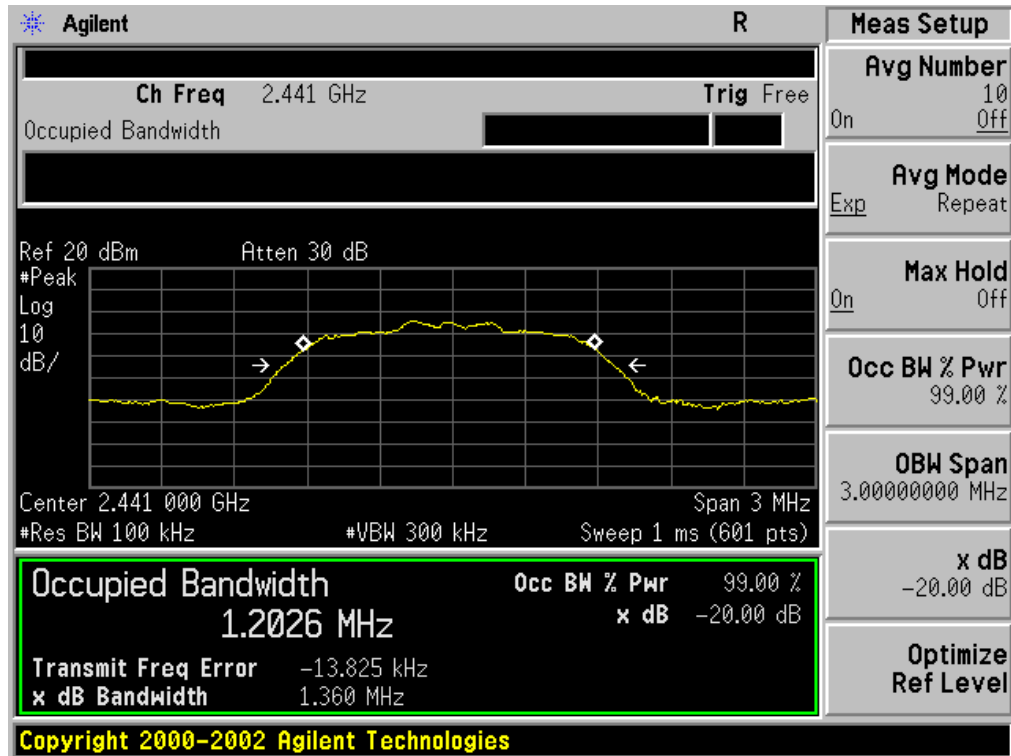 Agilent R
Ch Freq 2.441 GHz Trig Free
Occupied Bandwidth
Ref 20 dBm Atten 30 dB
#Peak
Log
10
dB/
Center 2.441 000 GHz Span 3 MHz
#Res BW 100 kHz #VBW 300 kHz Sweep 1 ms (601 pts)
Occupied Bandwidth Occ BW % Pwr 99.00 %
1.2026 MHz x dB -20.00 dB
Transmit Freq Error -13.825 kHz
x dB Bandwidth 1.360 MHz
Copyright 2000-2002 Agilent Technologies
Meas Setup
Avg Number
10
On Off
Avg Mode
Exp Repeat
Max Hold
On Off
Occ BW % Pwr
99.00 %
OBW Span
3.00000000 MHz
x dB
-20.00 dB
Optimize
Ref Level